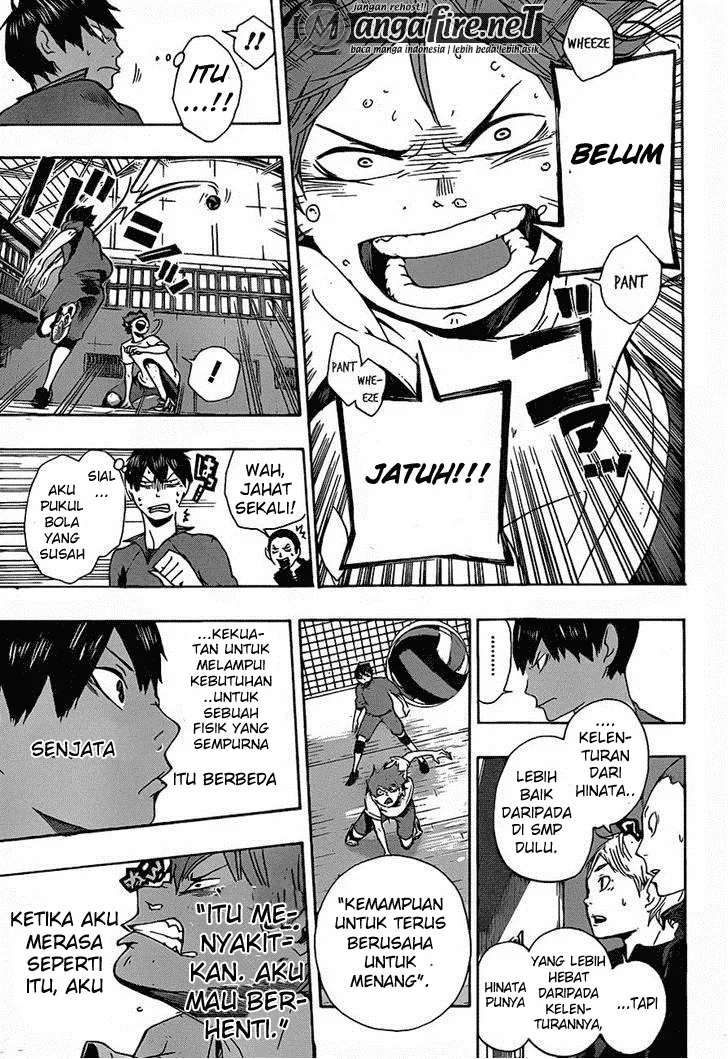 jangan rehost!!
Mangafire.net
baca manga indonesia | lebih beda lebih asik
WHEEZE
BELUM
PANT
PANT
WHE-
EZE
JATUH!!!
!!
ITU
...!!
!
WAH,
JAHAT
SEKALI!
SIAL
...
AKU
PUKUL
BOLA
YANG
SUSAH
........
....
KELEN-
TURAN
DARI
HINATA..
LEBIH
BAIK
DARIPADA
DI SMP
DULU.
...TAPI
YANG LEBIH
HEBAT
DARIPADA
KELEN-
TURANNYA,
HINATA
PUNYA
"KEMAMPUAN
UNTUK TERUS
BERUSAHA
UNTUK
MENANG".
...KEKUA-
TAN UNTUK
MELAMPUI
KEBUTUHAN
..UNTUK
SEBUAH
FISIK YANG
SEMPURNA
ITU BERBEDA
SENJATA
"ITU ME-
NYAKIT-
KAN. AKU
MAU BER-
HENTI."
KETIKA AKU
MERASA
SEPERTI
ITU, AKU